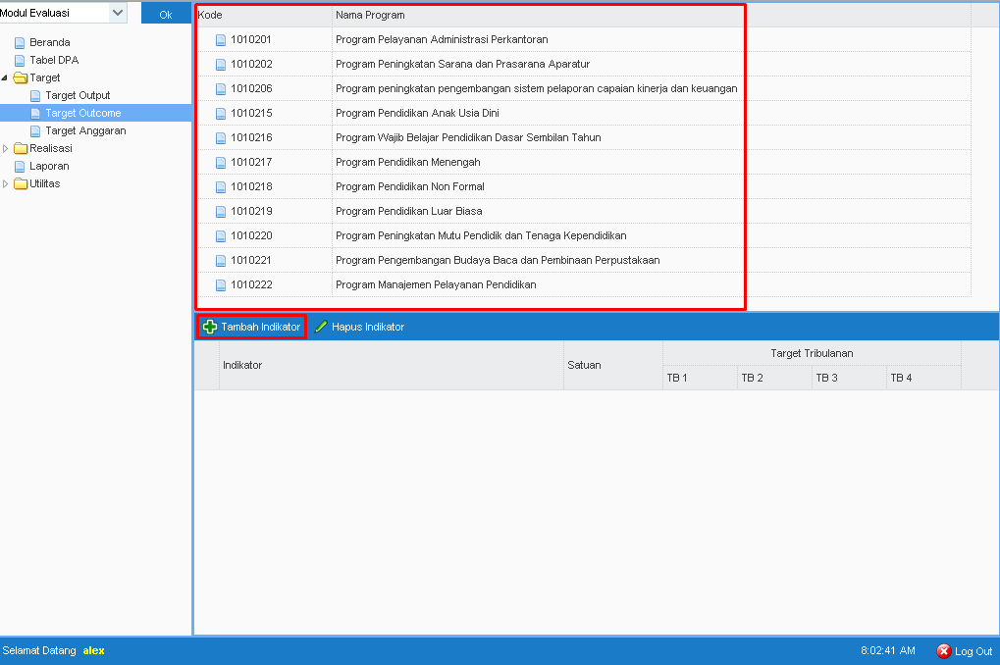 Modul Evaluasi
Ok
Beranda
Tabel DPA
Target
Target Output
Target Outcome
Target Anggaran
Realisasi
Laporan
Utilitas
Kode Nama Program
1010201 Program Pelayanan Administrasi Perkantoran
1010202 Program Peningkatan Sarana dan Prasarana Aparatur
1010206 Program peningkatan pengembangan sistem pelaporan capaian kinerja dan keuangan
1010215 Program Pendidikan Anak Usia Dini
1010216 Program Wajib Belajar Pendidikan Dasar Sembilan Tahun
1010217 Program Pendidikan Menengah
1010218 Program Pendidikan Non Formal
1010219 Program Pendidikan Luar Biasa
1010220 Program Peningkatan Mutu Pendidik dan Tenaga Kependidikan
1010221 Program Pengembangan Budaya Baca dan Pembinaan Perpustakaan
1010222 Program Manajemen Pelayanan Pendidikan
Tambah Indikator Hapus Indikator
Indikator Satuan Target Tribulanan
TB 1 TB 2 TB 3 TB 4
Selamat Datang alex 8:02:41 AM Log Out